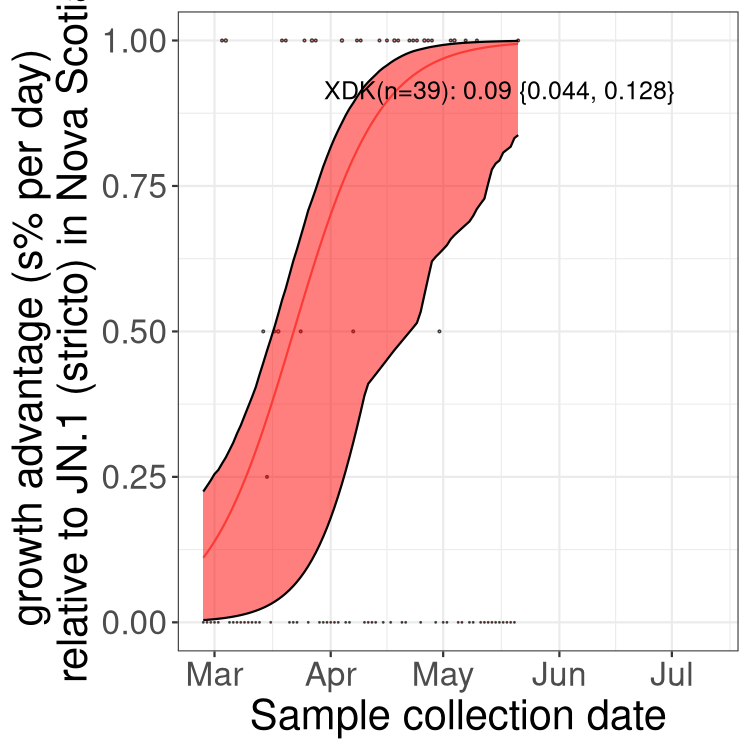 growth advantage (s% per day)
relative to JN.1 (stricto) in Nova Scotia
1.00
0.75
0.50
0.25
0.00
XDK(n=39): 0.09 {0.044, 0.128}
Mar Apr May Jun Jul
Sample collection date